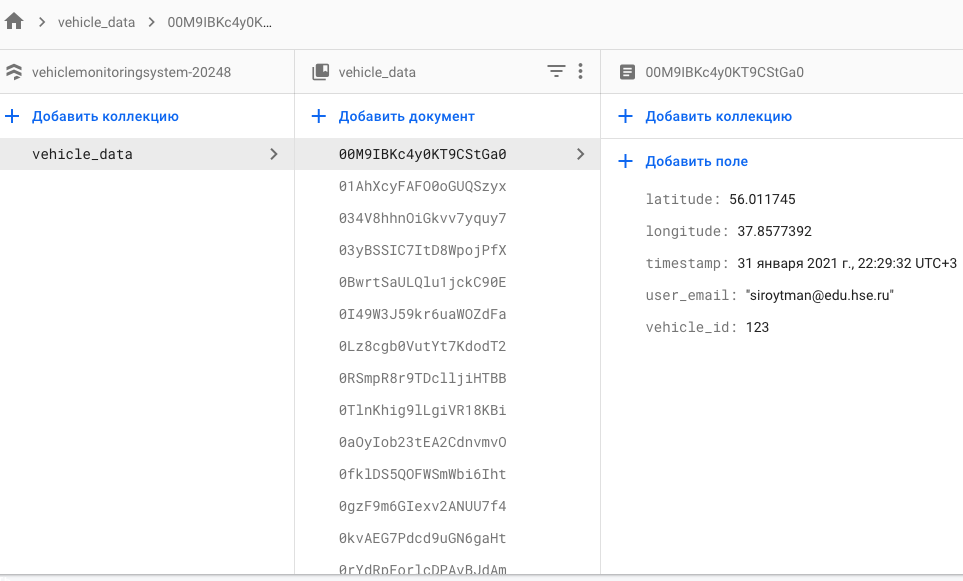 vehicle_data
00M9IBKc4y0K...
vehiclemonitoringsystem-20248
vehicle_data
00M9IBKc4y0KT9CStGa0
Добавить коллекцию
Добавить документ
Добавить коллекцию
vehicle_data
00M9IBKc4y0KT9CStGa0
01AhXcyFAFO0oGUQSzyx
034V8hhnOiGkvv7yquy7
03yBSSIC7ItD8WpojPfX
0BwrtSaULQlu1jckC90E
0I49W3J59kr6uaWOZdFa
0Lz8cgb0VutYt7KdodT2
0RSmpR8r9TDclljiHTBB
0TlnKhig9lLgiVR18KBi
0aOyIob23tEA2CdnvmvO
0fklDS5QOFWSmWbi6Iht
0gzF9m6GIexv2ANUU7f4
0kvAEG7Pdcd9uGN6gaHt
0rYdRpForlcDPAyBJdAm
Добавить поле
latitude: 56.011745
longitude: 37.8577392
timestamp: 31 января 2021 г., 22:29:32 UTC+3
user_email: "siroytman@edu.hse.ru"
vehicle_id: 123